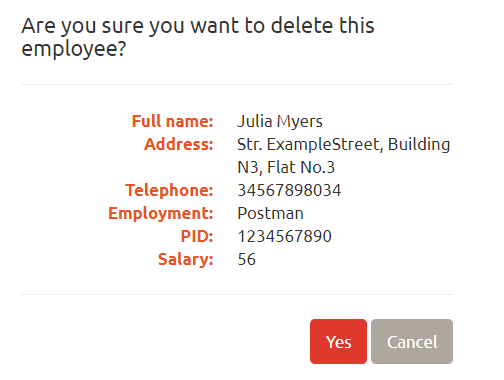 Are you sure you want to delete this
employee?
Full name: Julia Myers
Address: Str. ExampleStreet, Building
N3, Flat No.3
Telephone: 34567898034
Employment: Postman
PID: 1234567890
Salary: 56
Yes Cancel